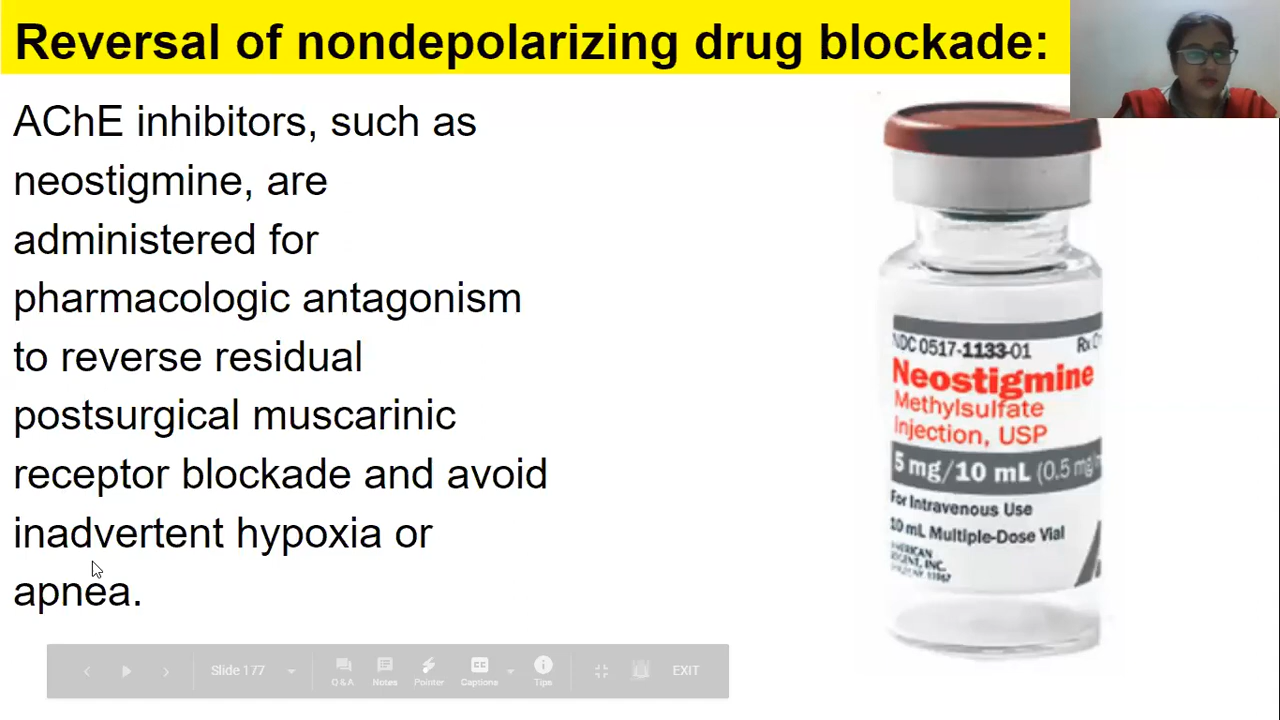 Reversal of nondepolarizing drug blockade:
AChE inhibitors, such as
neostigmine, are
administered for
pharmacologic antagonism
to reverse residual
postsurgical muscarinic
receptor blockade and avoid
inadvertent hypoxia or
apnea.
NDC 0517-1133-01
Neostigmine
Methylsulfate
Injection, USP
5 mg/10 mL (0.5 mg/
For Intravenous Use
10 mL Multiple-Dose Vial
AMERICAN
REGENT, INC.
Slide 177
Q & A
Notes
Pointer
Captions
Tips
EXIT